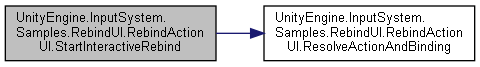 UnityEngine.InputSystem.
Samples.RebindUI.RebindAction
UI.StartInteractiveRebind
UnityEngine.InputSystem.
Samples.RebindUI.RebindAction
UI.ResolveActionAndBinding